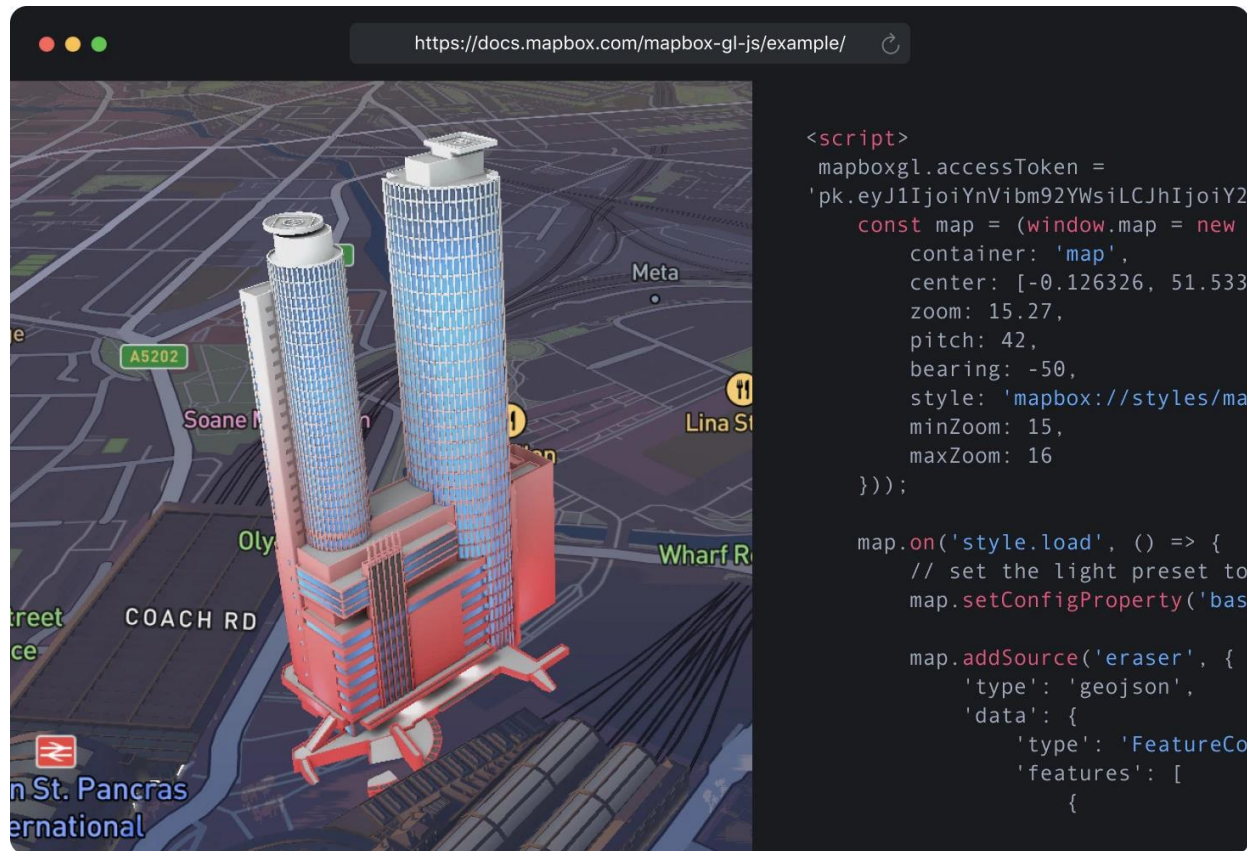 https://docs.mapbox.com/mapbox-gl-js/example/
Meta
A5202
Soane
Lina St
Oly
Wharf R
COACH RD
St. Pancras
<script>
mapboxgl.accessToken =
'pk.eyJ1IjoiYnVibm92YWsiLCJhIjoiY2
const map = (window.map = new
container: 'map',
center: [-0.126326, 51.533
zoom: 15.27,
pitch: 42,
bearing: -50,
style: 'mapbox://styles/ma
minZoom: 15,
maxZoom: 16
}));
map.on('style.load', () => {
// set the light preset to
map.setConfigProperty('bas
map.addSource('eraser', {
'type': 'geojson',
'data': {
'type': 'FeatureCo
'features': [
{